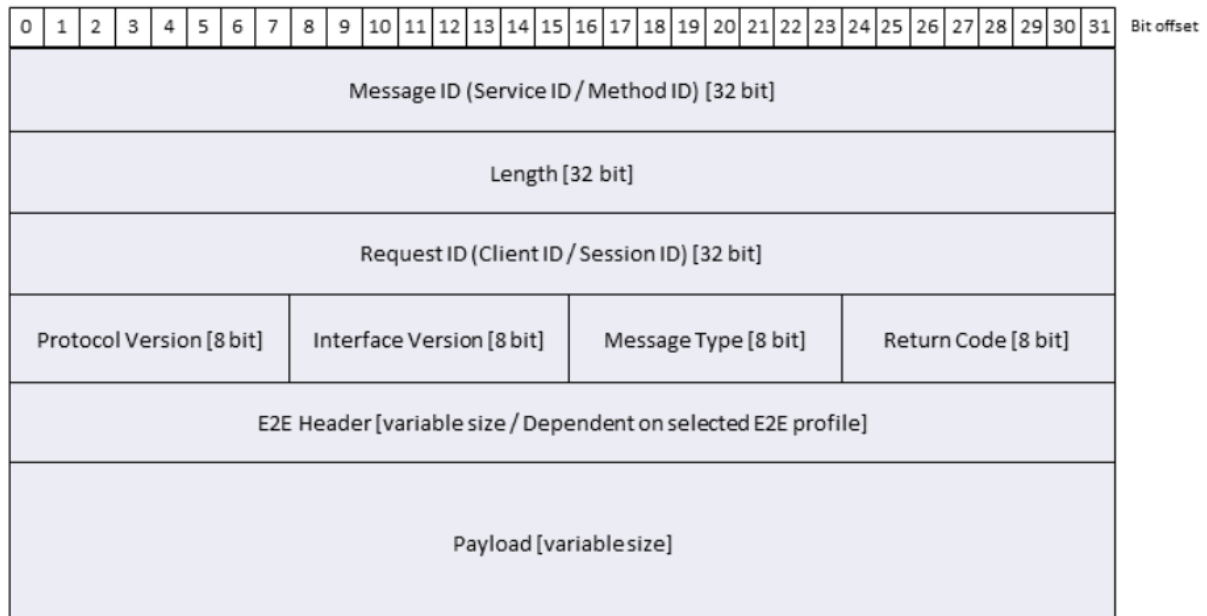 0 1 2 3 4 5 6 7 8 9 10 11 12 13 14 15 16 17 18 19 20 21 22 23 24 25 26 27 28 29 30 31 Bit offset
Message ID (Service ID / Method ID) [32 bit]
Length [32 bit]
Request ID (Client ID / Session ID) [32 bit]
Protocol Version [8 bit] Interface Version [8 bit] Message Type [8 bit] Return Code [8 bit]
E2E Header [variable size / Dependent on selected E2E profile]
Payload [variable size]